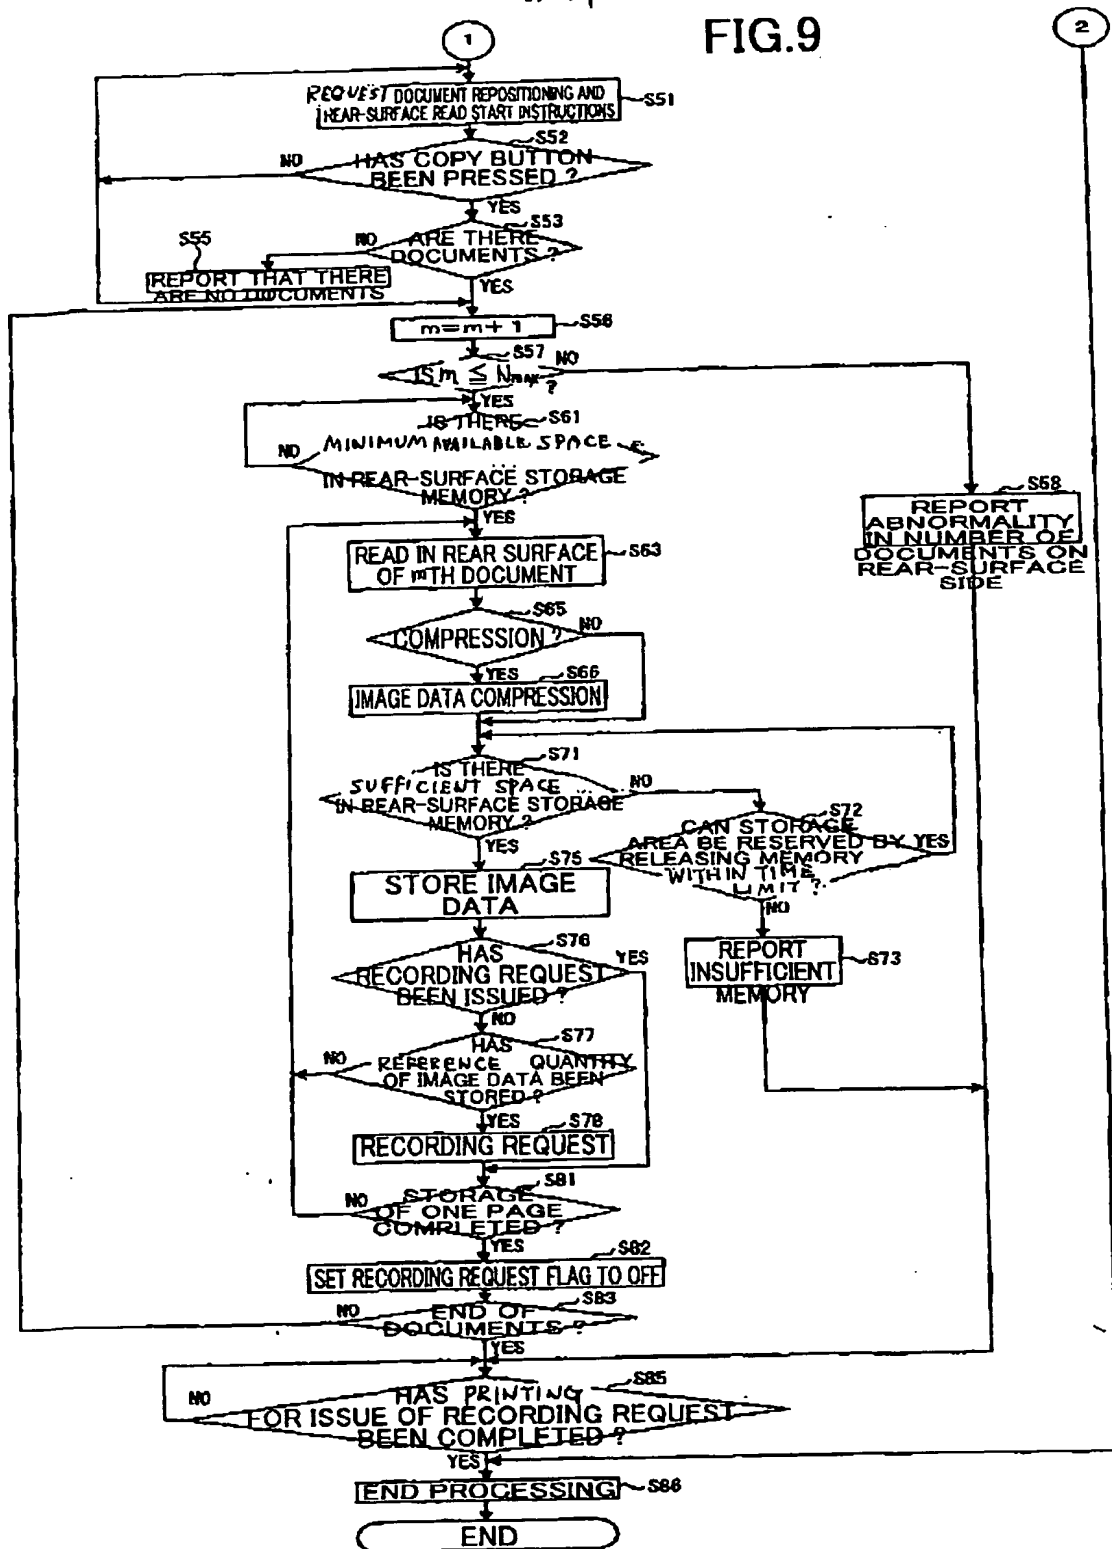 FIG.9
1
2
REQUEST DOCUMENT REPOSITIONING AND
REAR-SURFACE READ START INSTRUCTIONS
S51
S52
HAS COPY BUTTON
BEEN PRESSED ?
NO
YES
S53
ARE THERE
DOCUMENTS ?
NO
YES
S55
REPORT THAT THERE
ARE NO DOCUMENTS
m=m+1
S56
S57
IS m ≦ Nmax ?
NO
YES
S61
IS THERE
MINIMUM AVAILABLE SPACE
IN REAR-SURFACE STORAGE
MEMORY ?
NO
YES
S58
REPORT
ABNORMALITY
IN NUMBER OF
DOCUMENTS ON
REAR-SURFACE
SIDE
READ IN REAR SURFACE
OF mTH DOCUMENT
S63
S65
COMPRESSION ?
NO
YES
S66
IMAGE DATA COMPRESSION
S71
IS THERE
SUFFICIENT SPACE
IN REAR-SURFACE STORAGE
MEMORY ?
NO
YES
S72
CAN STORAGE
AREA BE RESERVED BY
RELEASING MEMORY
WITHIN TIME
LIMIT ?
YES
NO
S75
STORE IMAGE
DATA
REPORT
INSUFFICIENT
MEMORY
S73
S76
HAS
RECORDING REQUEST
BEEN ISSUED ?
YES
NO
S77
HAS
REFERENCE QUANTITY
OF IMAGE DATA BEEN
STORED ?
NO
YES
S78
RECORDING REQUEST
S81
STORAGE
OF ONE PAGE
COMPLETED ?
NO
YES
S82
SET RECORDING REQUEST FLAG TO OFF
S83
END OF
DOCUMENTS ?
NO
YES
S85
HAS PRINTING
FOR ISSUE OF RECORDING REQUEST
BEEN COMPLETED ?
NO
YES
END PROCESSING
S86
END